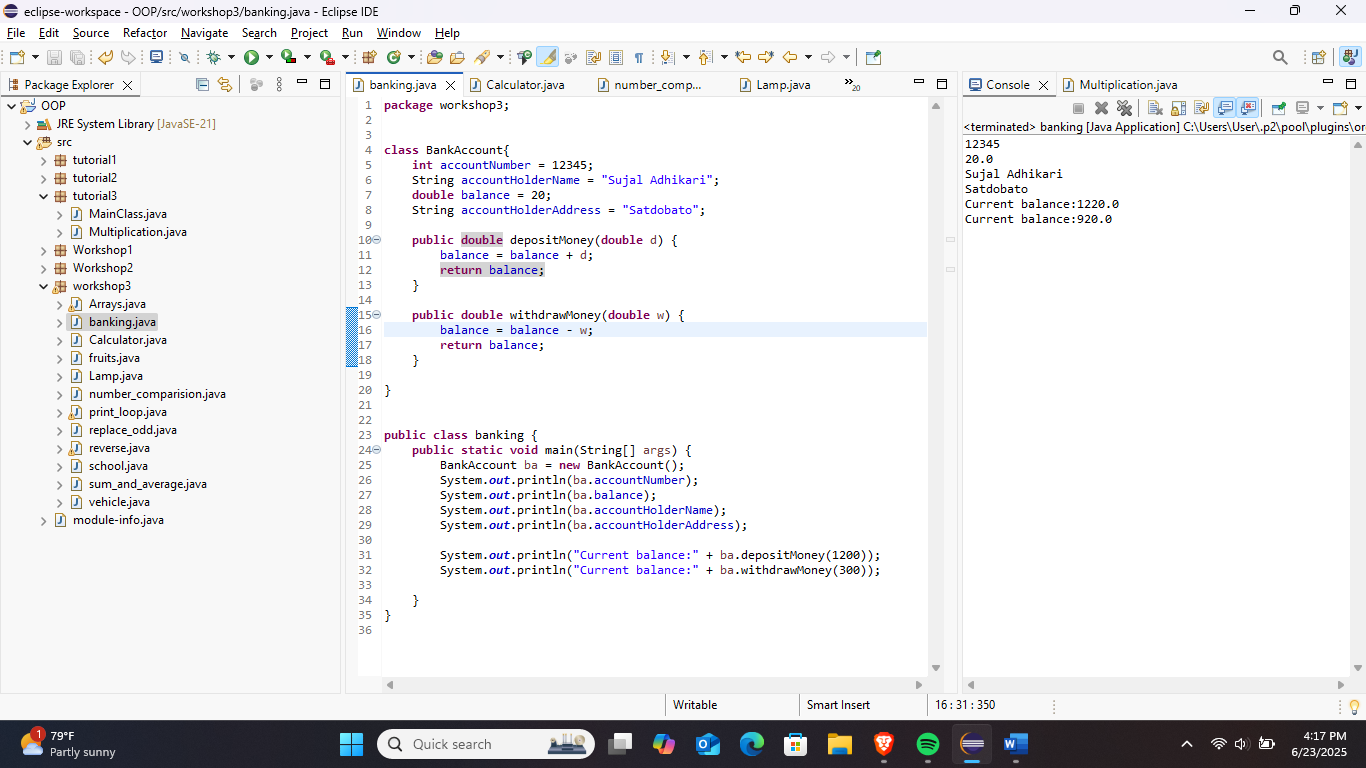 eclipse-workspace - OOP/src/workshop3/banking.java - Eclipse IDE
File Edit Source Refactor Navigate Search Project Run Window Help
Package Explorer
OOP
JRE System Library [JavaSE-21]
src
tutorial1
tutorial2
tutorial3
MainClass.java
Multiplication.java
Workshop1
Workshop2
workshop3
Arrays.java
banking.java
Calculator.java
fruits.java
Lamp.java
number_comparision.java
print_loop.java
replace_odd.java
reverse.java
school.java
sum_and_average.java
vehicle.java
module-info.java
banking.java Calculator.java number_comp... Lamp.java »20
1 package workshop3;
2
3
4 class BankAccount{
5 int accountNumber = 12345;
6 String accountHolderName = "Sujal Adhikari";
7 double balance = 20;
8 String accountHolderAddress = "Satdobato";
9
10 public double depositMoney(double d) {
11 balance = balance + d;
12 return balance;
13 }
14
15 public double withdrawMoney(double w) {
16 balance = balance - w;
17 return balance;
18 }
19
20 }
21
22
23 public class banking {
24 public static void main(String[] args) {
25 BankAccount ba = new BankAccount();
26 System.out.println(ba.accountNumber);
27 System.out.println(ba.balance);
28 System.out.println(ba.accountHolderName);
29 System.out.println(ba.accountHolderAddress);
30
31 System.out.println("Current balance:" + ba.depositMoney(1200));
32 System.out.println("Current balance:" + ba.withdrawMoney(300));
33
34 }
35 }
36
Console Multiplication.java
<terminated> banking [Java Application] C:\Users\User\.p2\pool\plugins\or
12345
20.0
Sujal Adhikari
Satdobato
Current balance:1220.0
Current balance:920.0
Writable Smart Insert 16 : 31 : 350
1
79°F
Partly sunny
Quick search
4:17 PM
6/23/2025